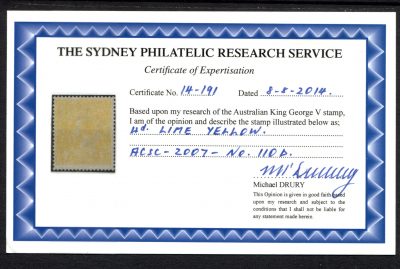 THE SYDNEY PHILATELIC RESEARCH SERVICE
Certificate of Expertisation
Certificate No. 14-191 Dated 8-8-2014.
Based upon my research of the Australian King George V stamp,
I am of the opinion and describe the stamp illustrated below as;
4d. LIME YELLOW.
ACSC-2007- No. 110D.
Michael DRURY
This Opinion is given in good faith based
upon my research and subject to the
conditions that I shall not be liable for
any statement made herein.